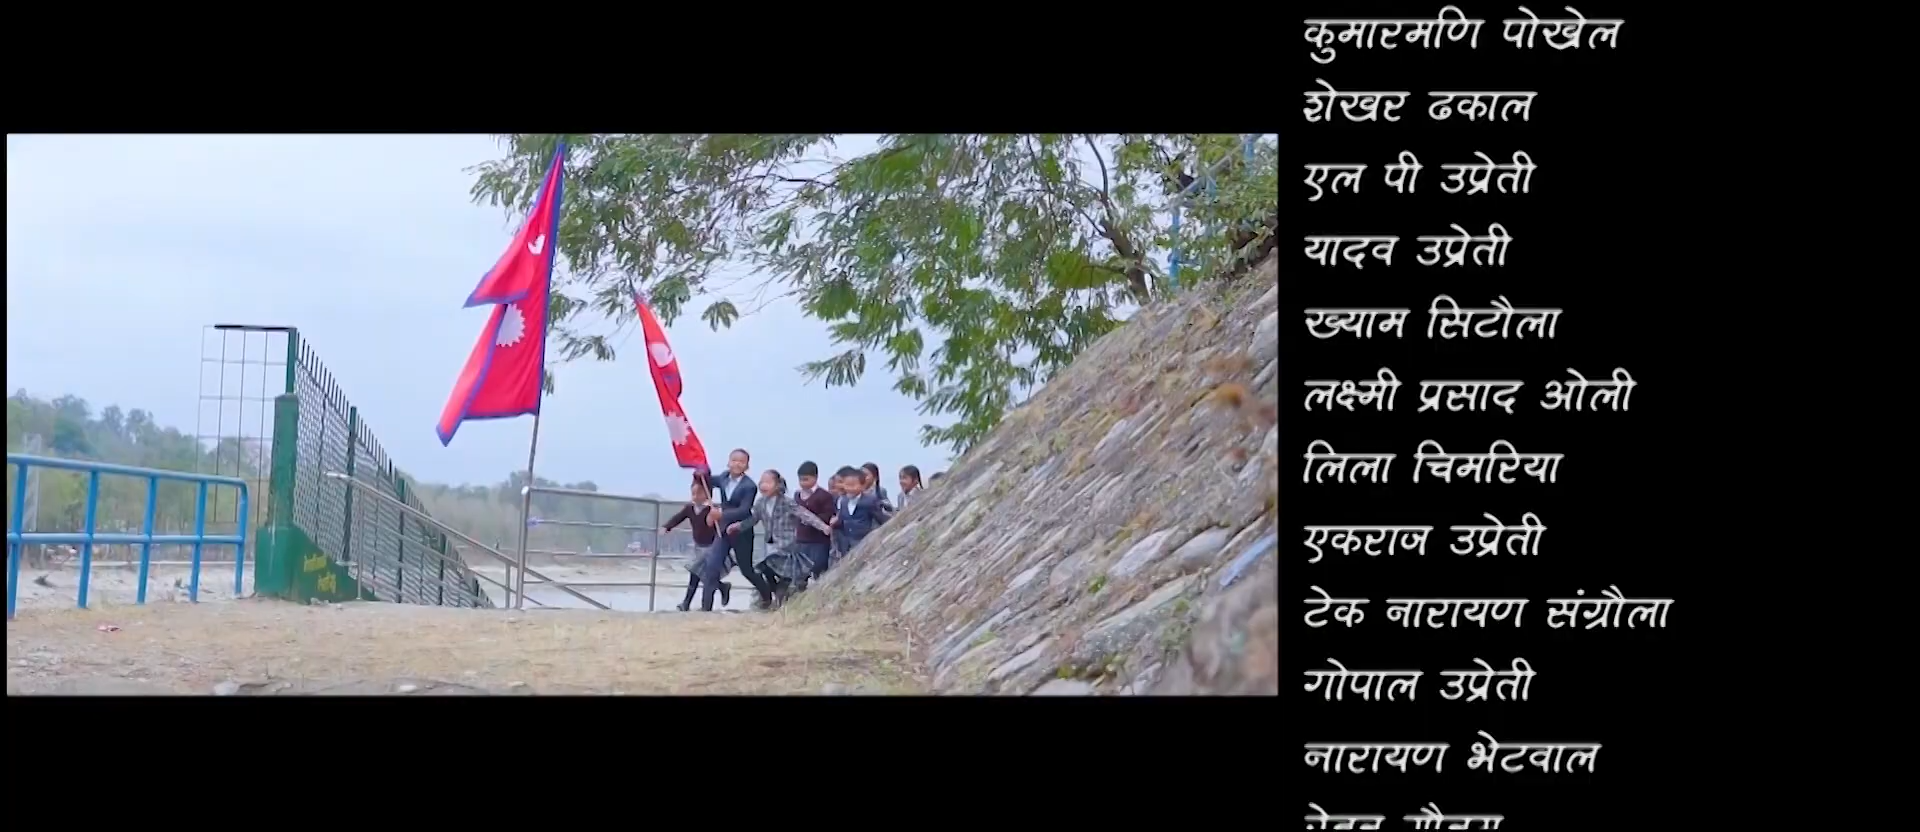 कुमारमणि पोखेल
शेखर ढकाल
एल पी उप्रेती
यादव उप्रेती
ख्याम सिटौला
लक्ष्मी प्रसाद ओली
लिला चिमरिया
एकराज उप्रेती
टेक नारायण संग्रौला
गोपाल उप्रेती
नारायण भेटवाल